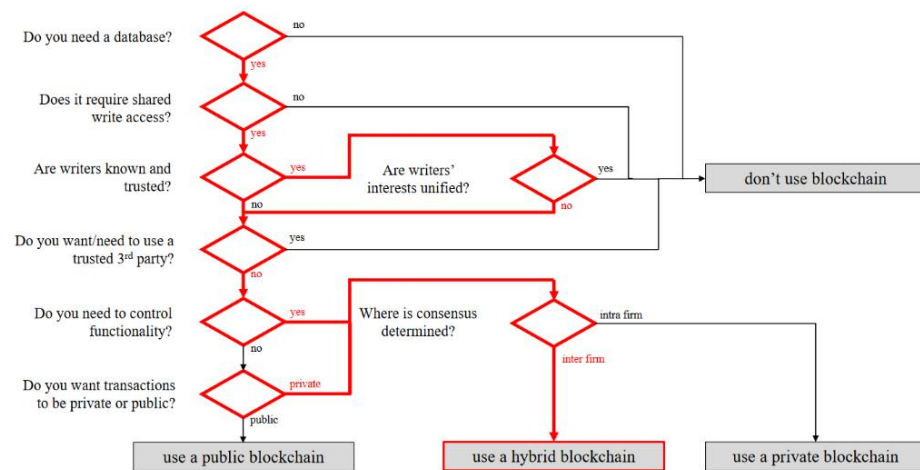 Do you need a database?
no
yes
Does it require shared
write access?
no
yes
Are writers known and
trusted?
yes
no
Are writers'
interests unified?
yes
no
don't use blockchain
Do you want/need to use a
trusted 3rd party?
yes
no
Do you need to control
functionality?
yes
no
Where is consensus
determined?
intra firm
inter firm
Do you want transactions
to be private or public?
private
public
use a public blockchain
use a hybrid blockchain
use a private blockchain